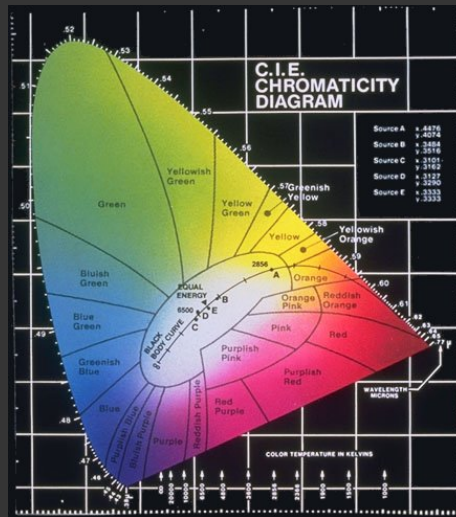 C.I.E.
CHROMATICITY
DIAGRAM
Source A x.4476
y.4074
Source B x.3484
y.3516
Source C x.3101
y.3162
Source D x.3127
y.3290
Source E x.3333
y.3333
.53
.54
.55
.56
.57
.58
.59
.60
.61
.62
.50
.49
.48
.47
.46
Green
Yellowish
Green
Yellow
Green
Greenish
Yellow
Yellow
Yellowish
Orange
Orange
Orange
Pink
Reddish
Orange
Pink
Red
Purplish
Pink
Purplish
Red
Red
Purple
Reddish Purple
Purple
Bluish Purple
Purplish Blue
Blue
Greenish
Blue
Blue
Green
Bluish
Green
2856
A
EQUAL
ENERGY
6500
B
E
D
C
BLACK
BODY CURVE
∞
WAVELENGTH
MICRONS
COLOR TEMPERATURE IN KELVINS